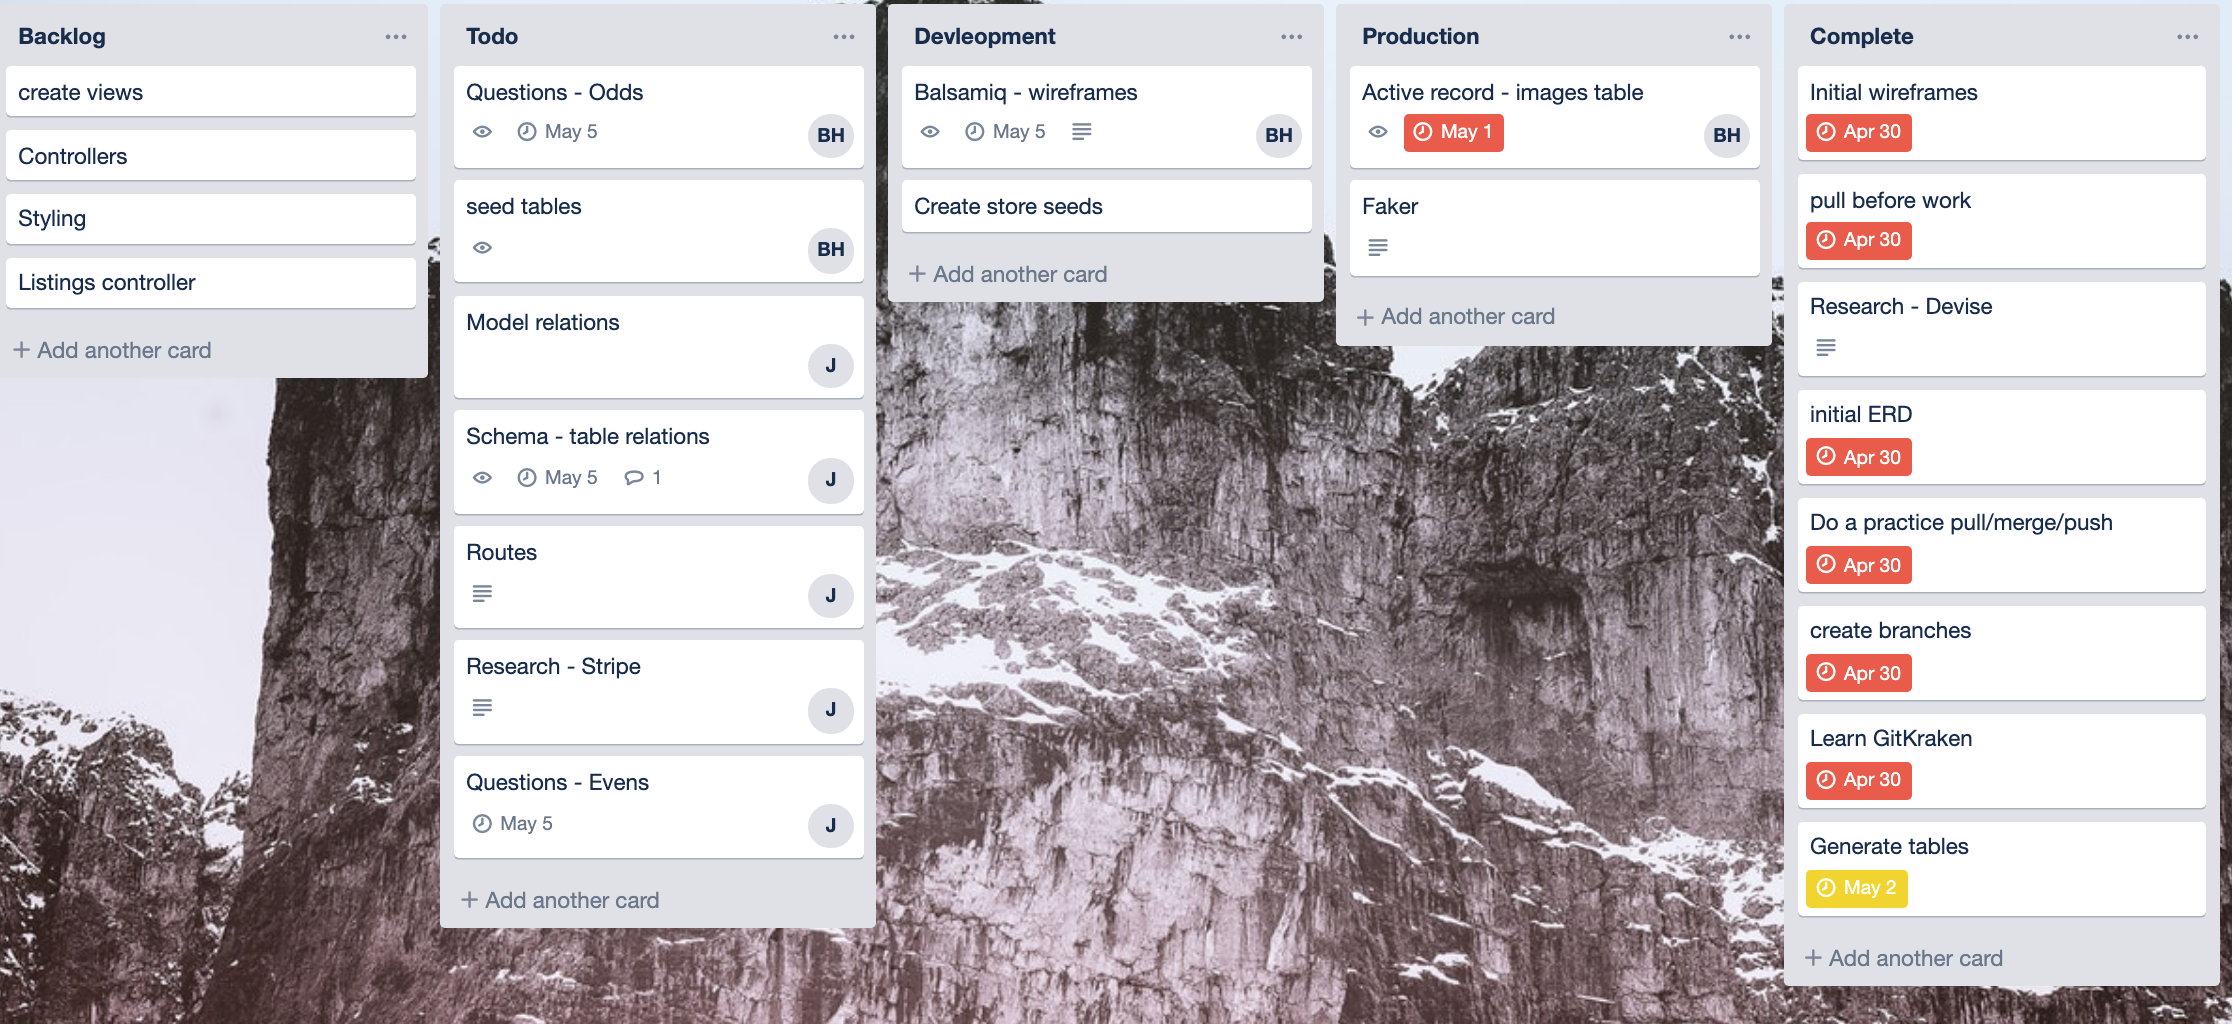 Backlog
create views
Controllers
Styling
Listings controller
+ Add another card
Todo
Questions - Odds
May 5
BH
seed tables
BH
Model relations
J
Schema - table relations
May 5 1
J
Routes
J
Research - Stripe
J
Questions - Evens
May 5
J
+ Add another card
Devleopment
Balsamiq - wireframes
May 5
BH
Create store seeds
+ Add another card
Production
Active record - images table
May 1
BH
Faker
+ Add another card
Complete
Initial wireframes
Apr 30
pull before work
Apr 30
Research - Devise
initial ERD
Apr 30
Do a practice pull/merge/push
Apr 30
create branches
Apr 30
Learn GitKraken
Apr 30
Generate tables
May 2
+ Add another card